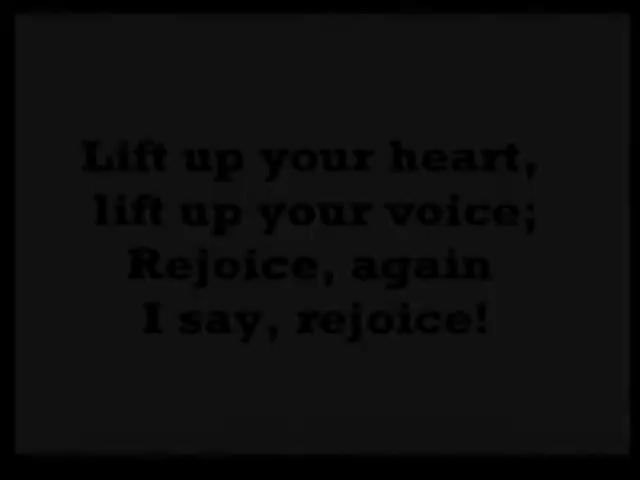 Lift up your heart,
lift up your voice;
Rejoice, again
I say, rejoice!